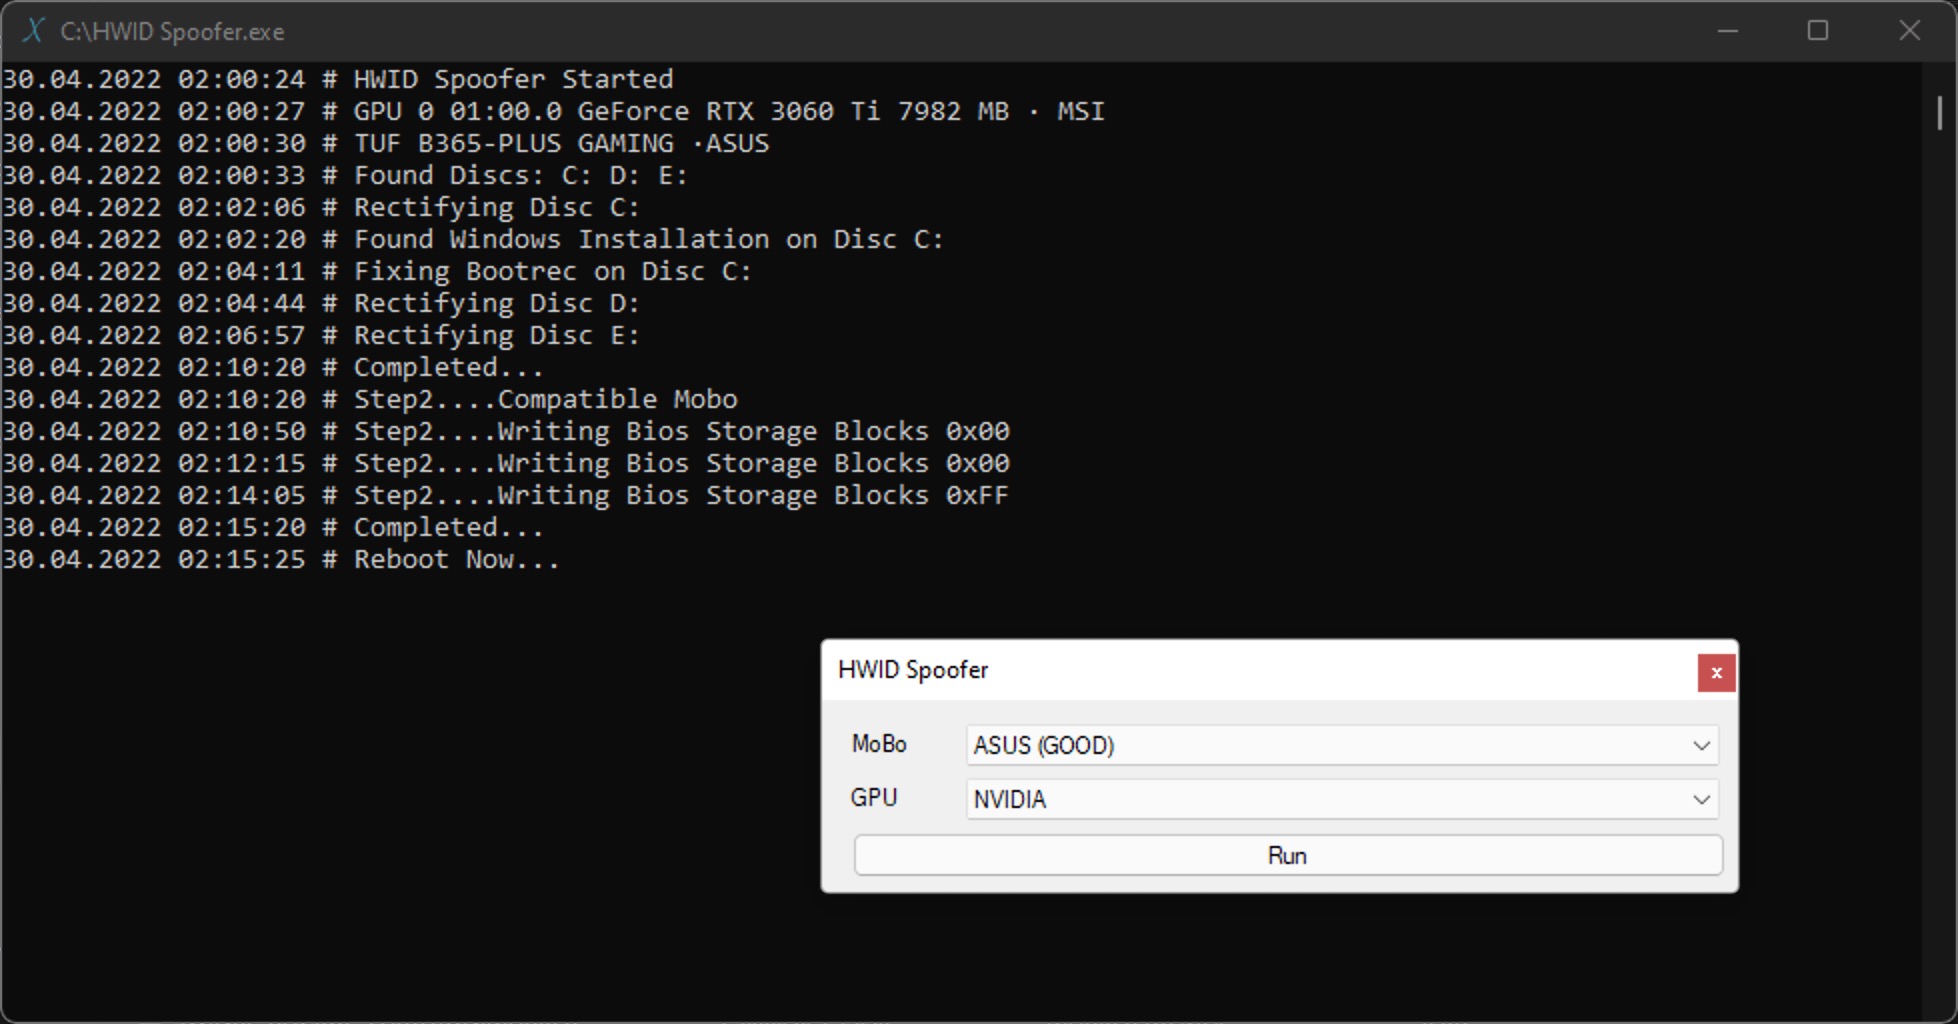 C:\HWID Spoofer.exe
30.04.2022 02:00:24 # HWID Spoofer Started
30.04.2022 02:00:27 # GPU 0 01:00.0 GeForce RTX 3060 Ti 7982 MB · MSI
30.04.2022 02:00:30 # TUF B365-PLUS GAMING ·ASUS
30.04.2022 02:00:33 # Found Discs: C: D: E:
30.04.2022 02:02:06 # Rectifying Disc C:
30.04.2022 02:02:20 # Found Windows Installation on Disc C:
30.04.2022 02:04:11 # Fixing Bootrec on Disc C:
30.04.2022 02:04:44 # Rectifying Disc D:
30.04.2022 02:06:57 # Rectifying Disc E:
30.04.2022 02:10:20 # Completed...
30.04.2022 02:10:20 # Step2....Compatible Mobo
30.04.2022 02:10:50 # Step2....Writing Bios Storage Blocks 0x00
30.04.2022 02:12:15 # Step2....Writing Bios Storage Blocks 0x00
30.04.2022 02:14:05 # Step2....Writing Bios Storage Blocks 0xFF
30.04.2022 02:15:20 # Completed...
30.04.2022 02:15:25 # Reboot Now...
HWID Spoofer
MoBo ASUS (GOOD)
GPU NVIDIA
Run